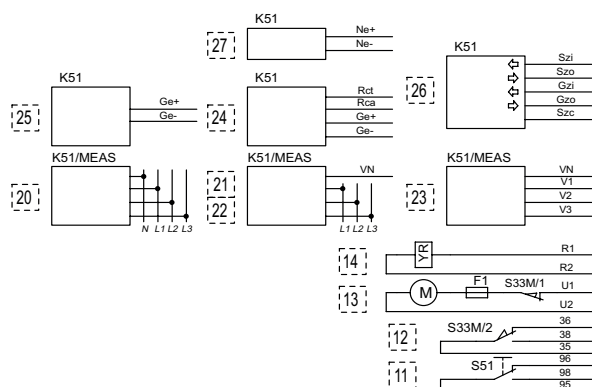 K51
27
Ne+
Ne-
K51
25
Ge+
Ge-
K51
24
Rct
Rca
Ge+
Ge-
K51
26
Szi
Szo
Gzi
Gzo
Szc
K51/MEAS
20
N L1 L2 L3
K51/MEAS
21
22
VN
L1 L2 L3
K51/MEAS
23
VN
V1
V2
V3
14
YR
R1
R2
13
M
F1
S33M/1
U1
U2
12
S33M/2
36
38
35
11
S51
96
98
95